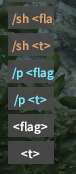 /sh <fla
/sh <t>
/p <flag
/p <t>
<flag>
<t>